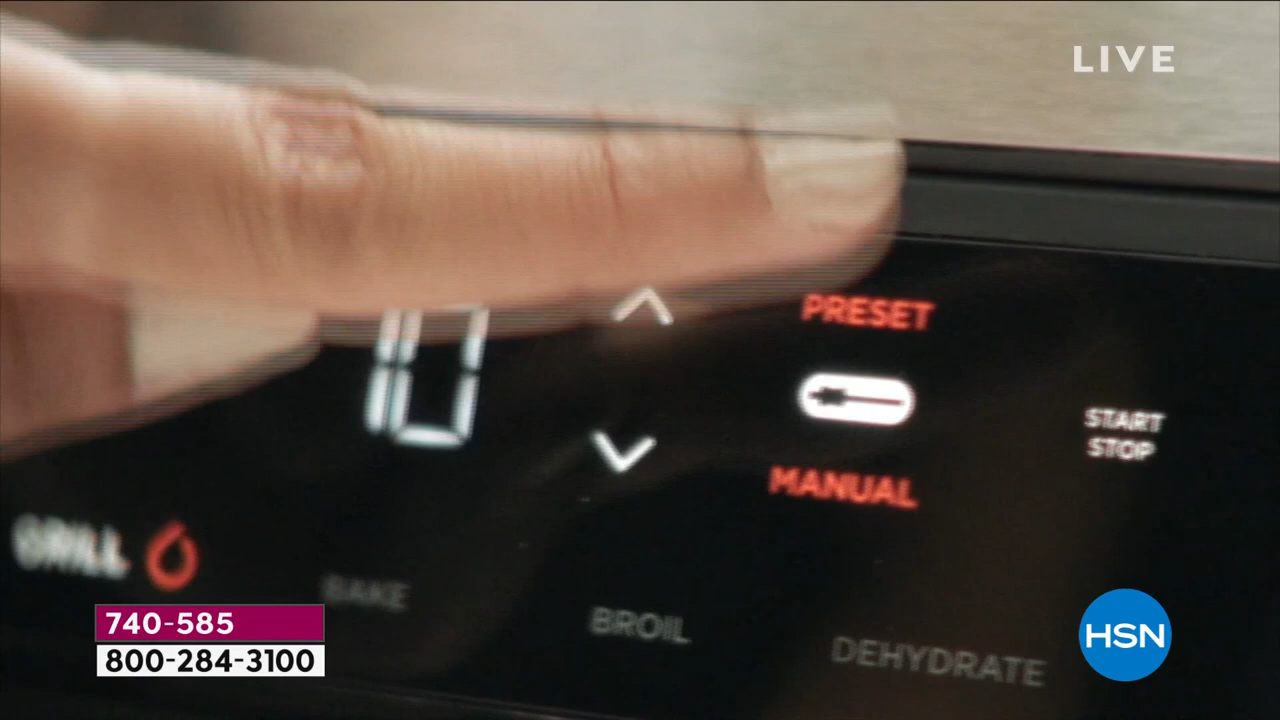 LIVE
PRESET
START
STOP
MANUAL
GRILL
BAKE
BROIL
DEHYDRATE
740-585
800-284-3100
HSN